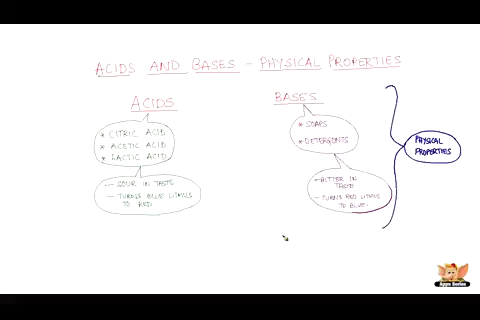 ACIDS AND BASES - PHYSICAL PROPERTIES
ACIDS
* CITRIC ACID
* ACETIC ACID
* LACTIC ACID
- SOUR IN TASTE
- TURNS BLUE LITMUS
TO RED
BASES
* SOAPS
* DETERGENTS
- BITTER IN
TASTE
- TURNS RED LITMUS
TO BLUE.
PHYSICAL
PROPERTIES
Appu Series